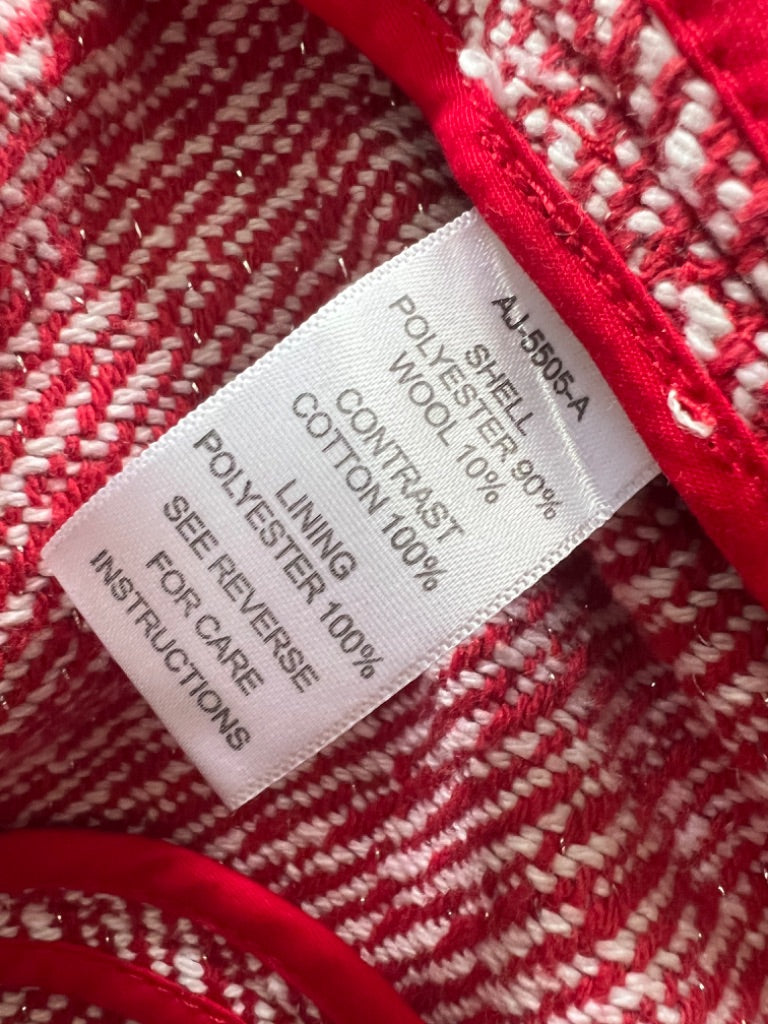 AJ-5505-A
SHELL
POLYESTER 90%
WOOL 10%
CONTRAST
COTTON 100%
LINING
POLYESTER 100%
SEE REVERSE
FOR CARE
INSTRUCTIONS